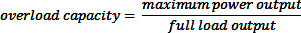 overload capacity = maximum power output / full load output